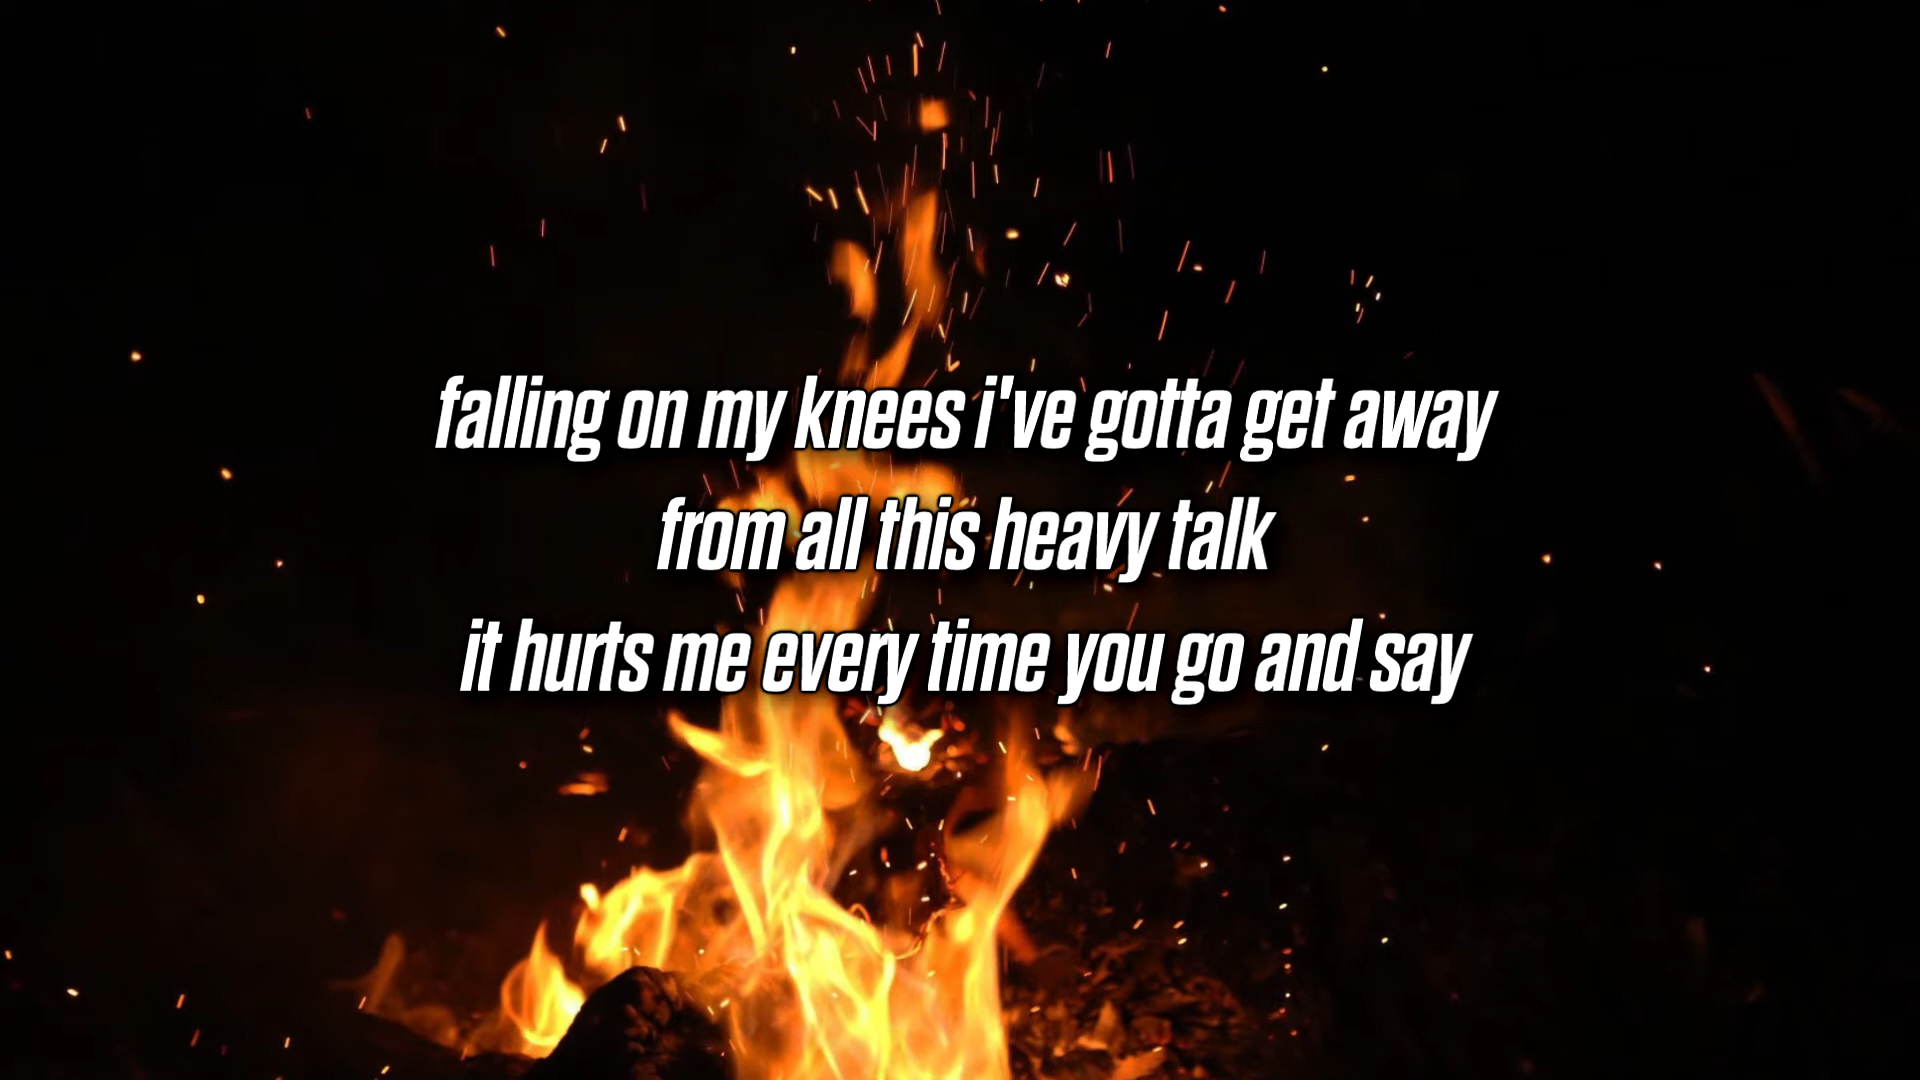 falling on my knees i've gotta get away
from all this heavy talk
it hurts me every time you go and say